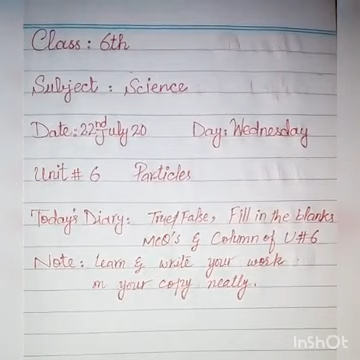 Class: 6th
Subject: Science
Date: 22nd July 20 Day: Wednesday
Unit # 6 Particles
Today's Diary: True/False, Fill in the blanks
MCQ's & Column of U#6
Note: Learn & write your work
on your copy neatly.
InShOt